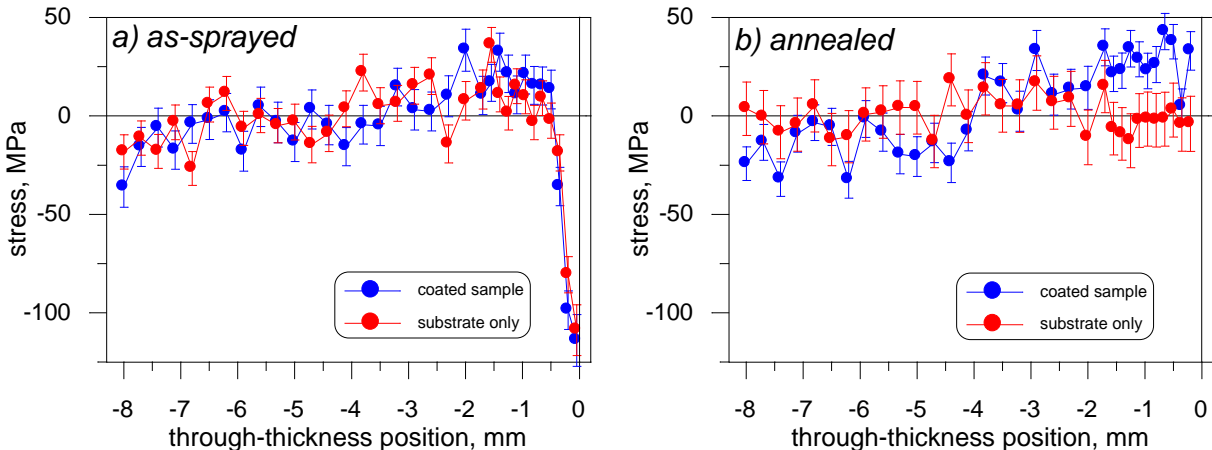 a) as-sprayed
50
0
-50
-100
stress, MPa
coated sample
substrate only
-8 -7 -6 -5 -4 -3 -2 -1 0
through-thickness position, mm
b) annealed
50
0
-50
-100
stress, MPa
coated sample
substrate only
-8 -7 -6 -5 -4 -3 -2 -1 0
through-thickness position, mm